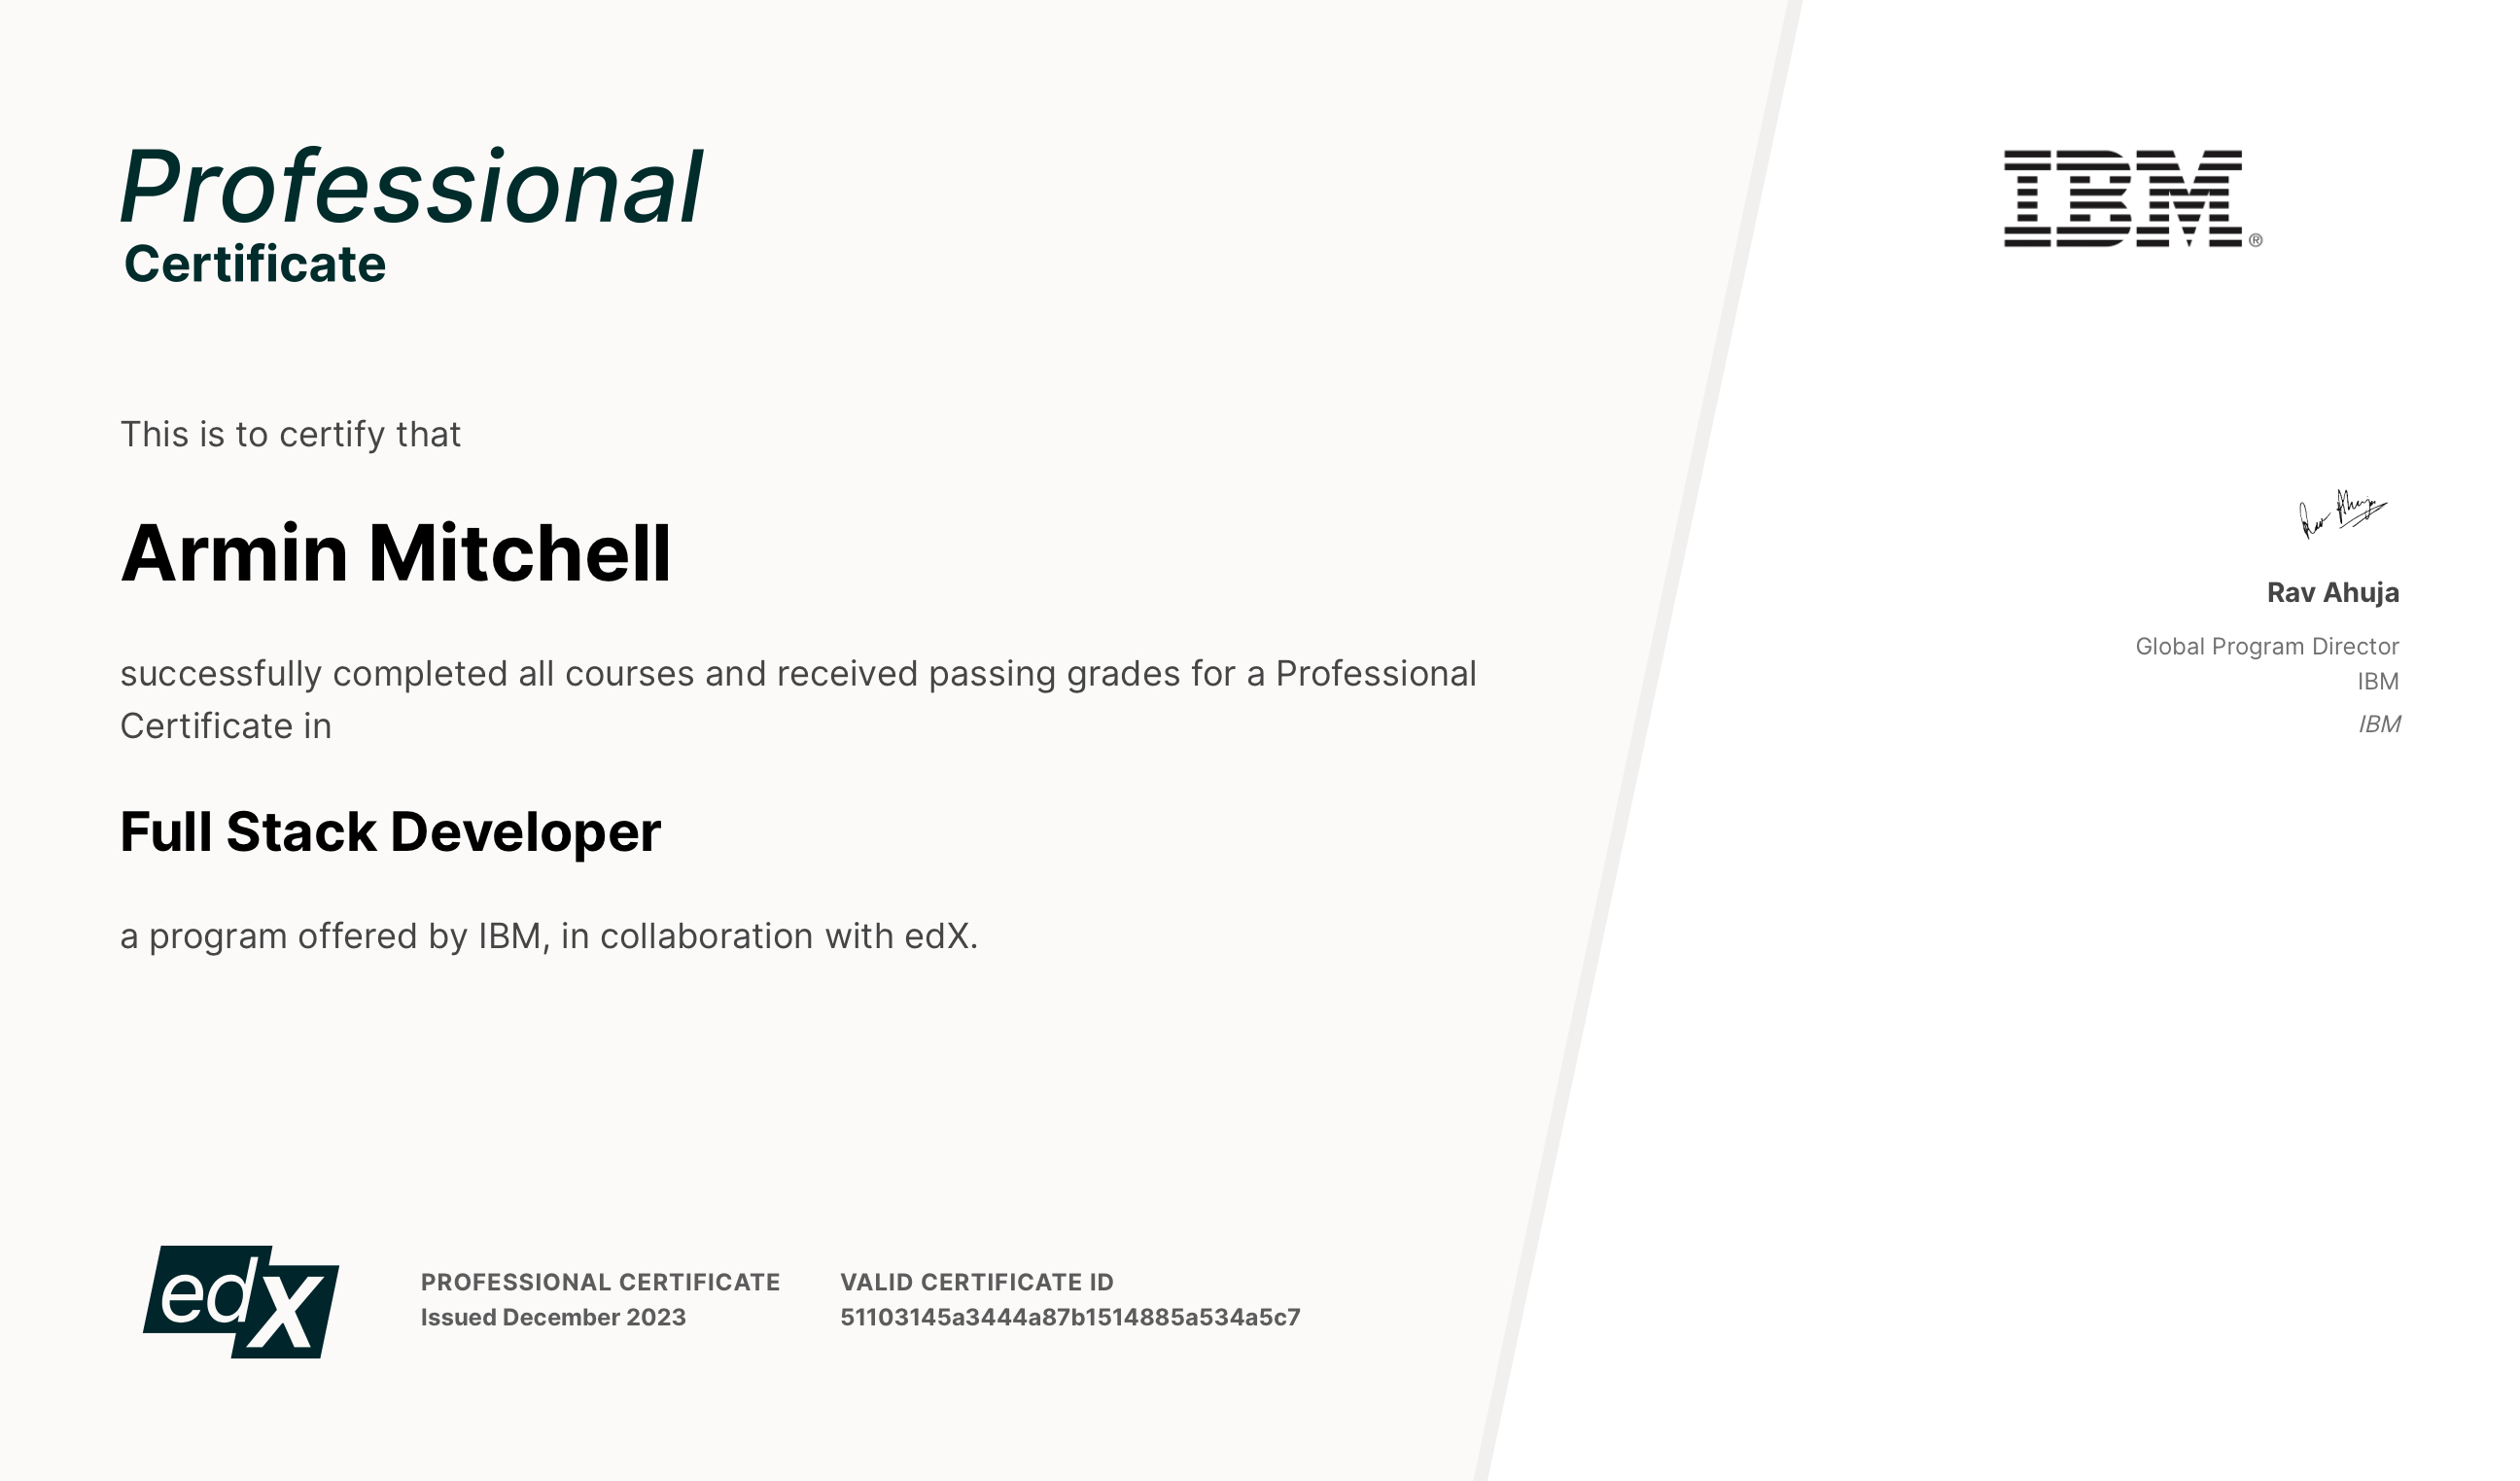 Professional
Certificate
IBM®
This is to certify that
Armin Mitchell
successfully completed all courses and received passing grades for a Professional
Certificate in
Full Stack Developer
a program offered by IBM, in collaboration with edX.
Rav Ahuja
Rav Ahuja
Global Program Director
IBM
IBM
edX
PROFESSIONAL CERTIFICATE
Issued December 2023
VALID CERTIFICATE ID
51103145a3444a87b1514885a534a5c7